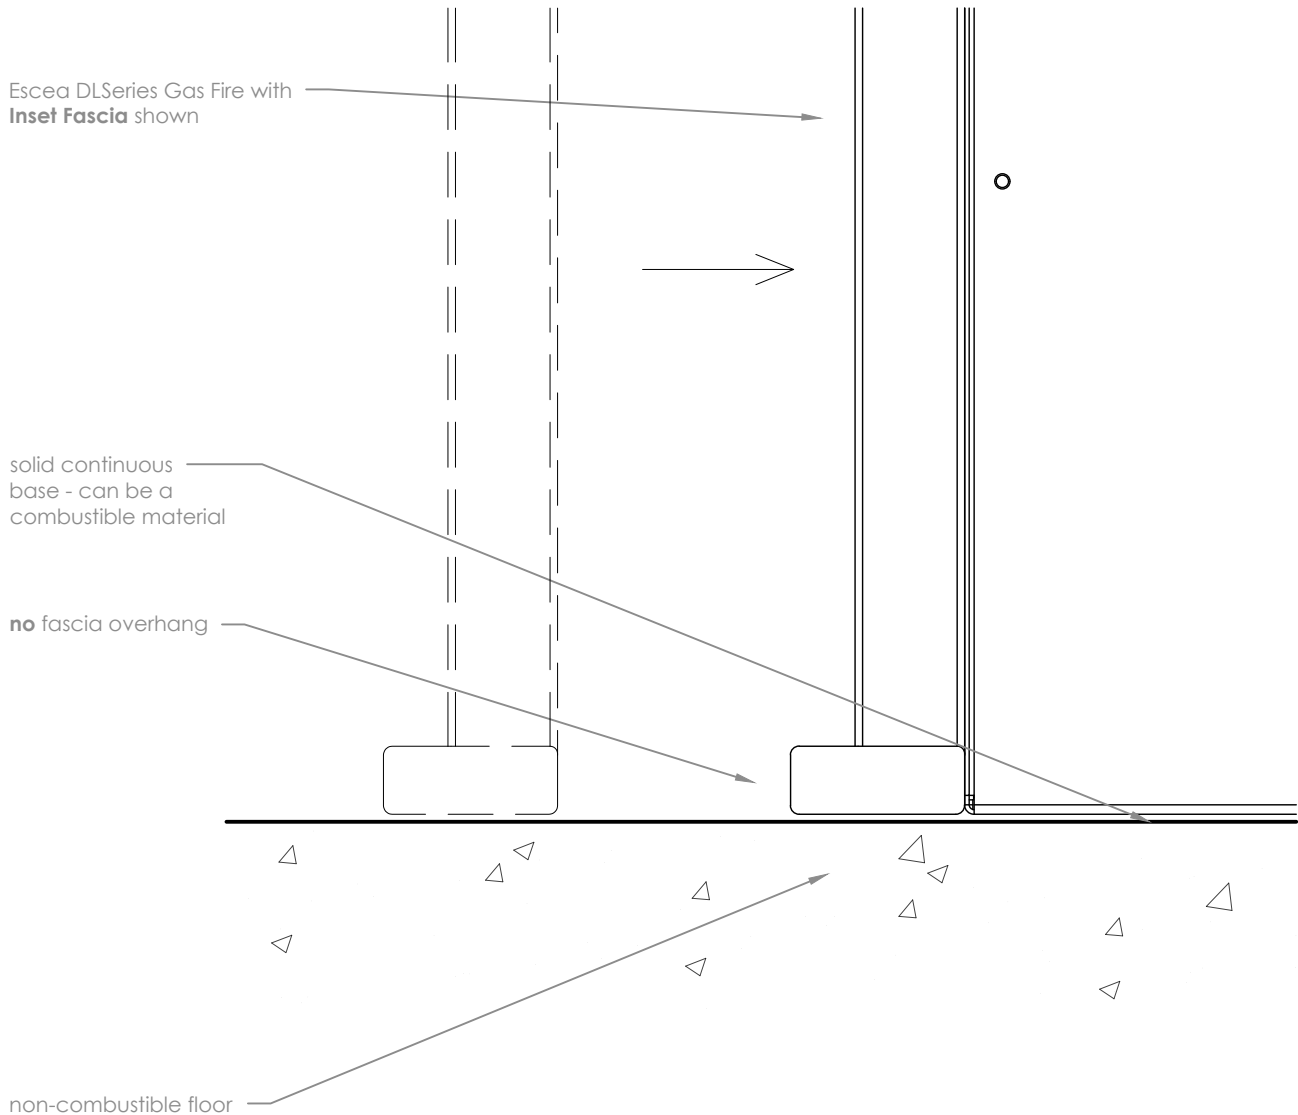 Escea DLSeries Gas Fire with
Inset Fascia shown
solid continuous
base - can be a
combustible material
no fascia overhang
non-combustible floor